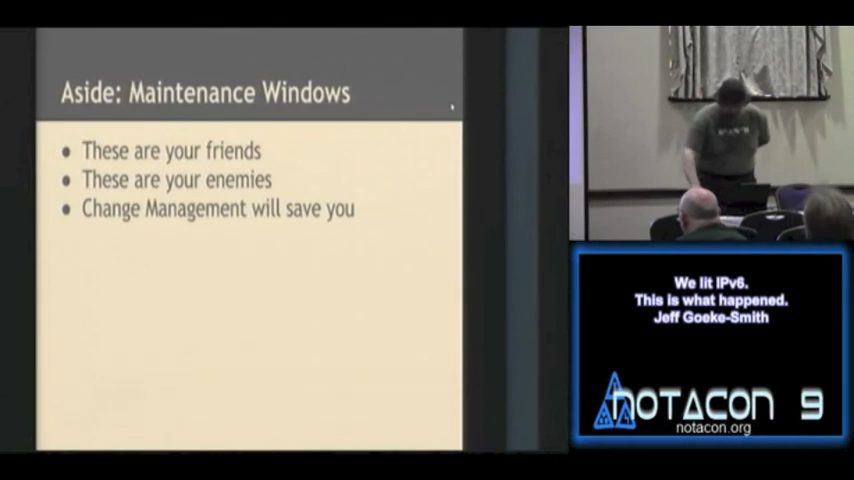 Aside: Maintenance Windows
These are your friends
These are your enemies
Change Management will save you
We lit IPv6.
This is what happened.
Jeff Goeke-Smith
NOTACON 9
notacon.org